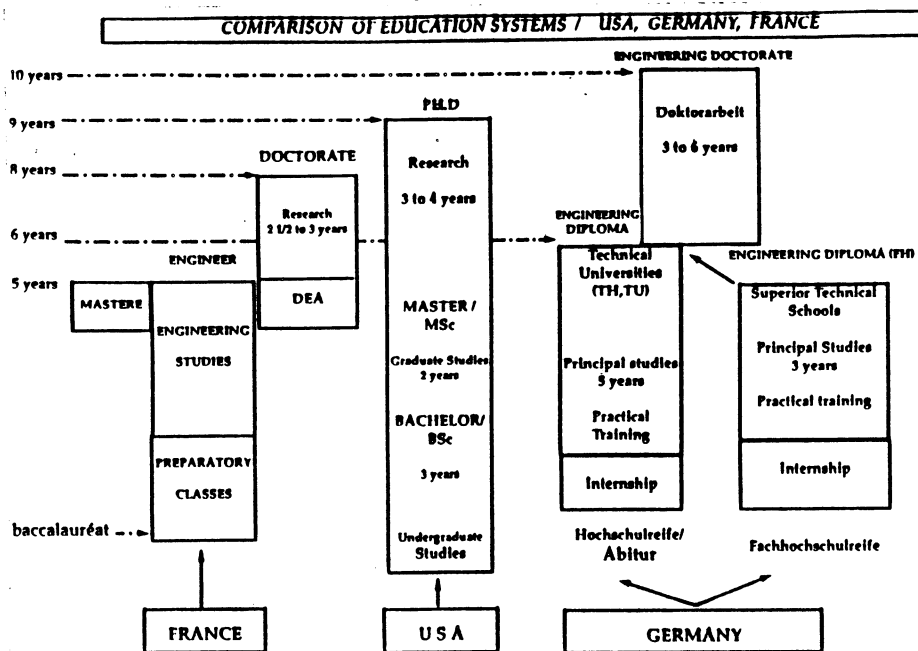 COMPARISON OF EDUCATION SYSTEMS / USA, GERMANY, FRANCE
ENGINEERING DOCTORATE
10 years
Doktorarbeit
3 to 6 years
9 years
PH.D
Research
3 to 4 years
8 years
DOCTORATE
Research
2 1/2 to 3 years
DEA
6 years
ENGINEERING
DIPLOMA
ENGINEER
5 years
MASTERE
ENGINEERING
STUDIES
PREPARATORY
CLASSES
baccalauréat
MASTER /
MSc
Graduate Studies
2 years
BACHELOR/
BSc
3 years
Undergraduate
Studies
Technical
Universities
(TH,TU)
Principal studies
5 years
Practical
Training
Internship
Hochschulreife/
Abitur
ENGINEERING DIPLOMA (FH)
Superior Technical
Schools
Principal Studies
3 years
Practical training
Internship
Fachhochschulreife
FRANCE
USA
GERMANY